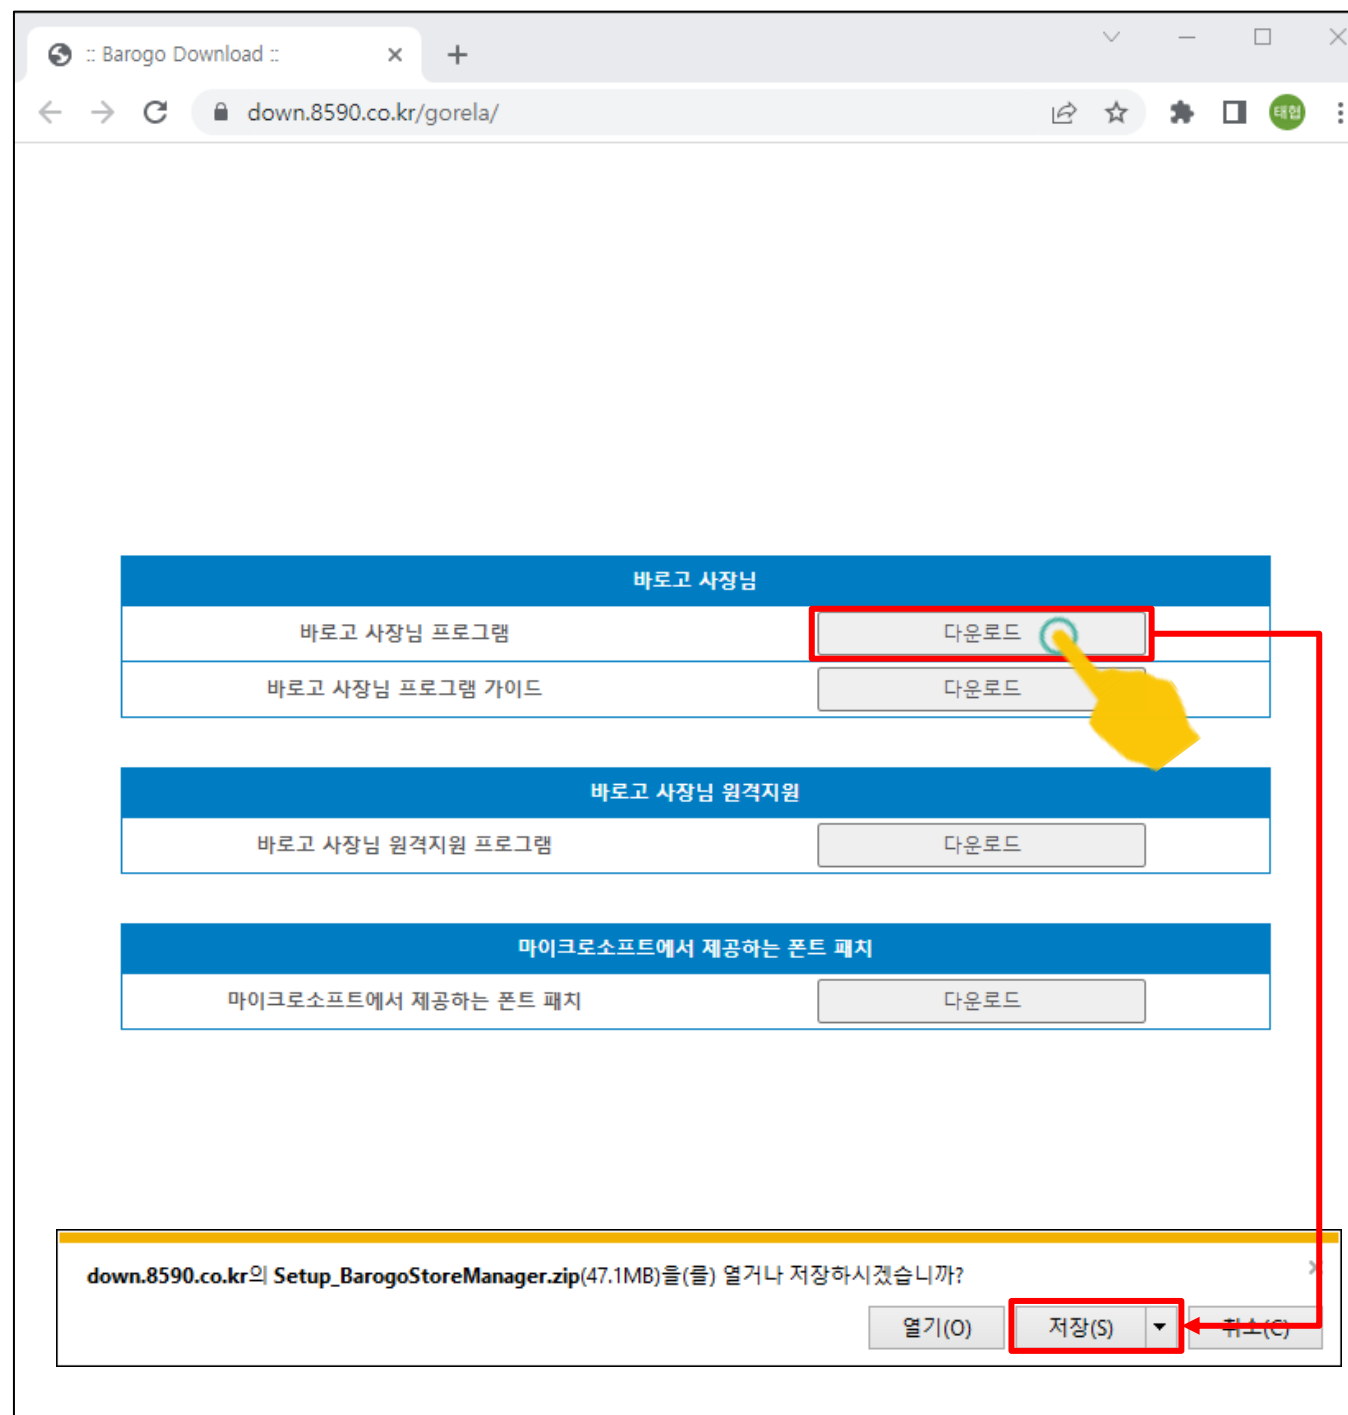 :: Barogo Download ::
down.8590.co.kr/gorela/
태협
바로고 사장님
바로고 사장님 프로그램 다운로드
바로고 사장님 프로그램 가이드 다운로드
바로고 사장님 원격지원
바로고 사장님 원격지원 프로그램 다운로드
마이크로소프트에서 제공하는 폰트 패치
마이크로소프트에서 제공하는 폰트 패치 다운로드
down.8590.co.kr의 Setup_BarogoStoreManager.zip(47.1MB)을(를) 열거나 저장하시겠습니까?
열기(O) 저장(S) 취소(C)